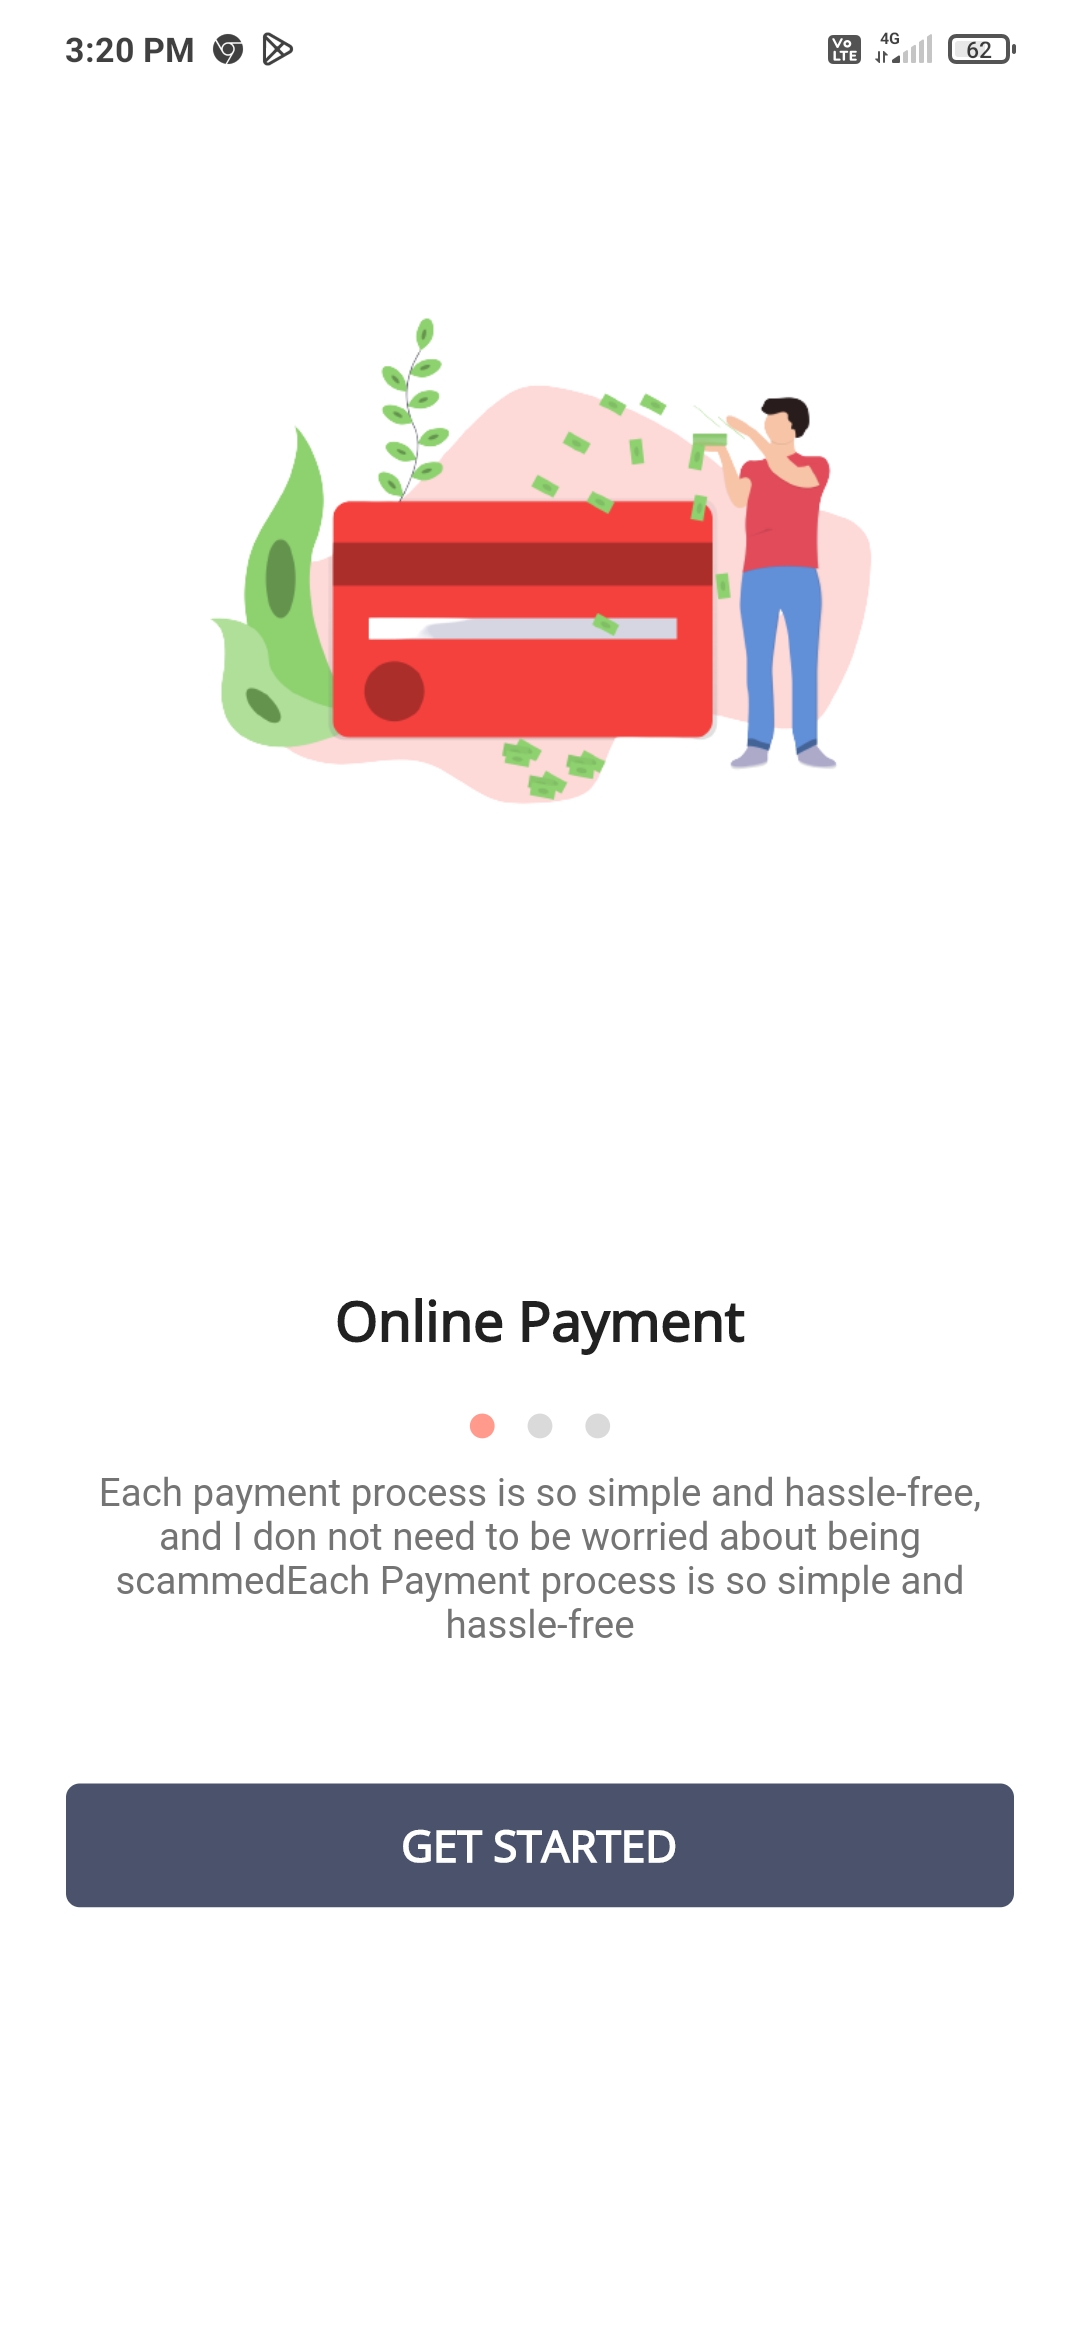 3:20 PM
Vo
LTE
4G
62
Online Payment
Each payment process is so simple and hassle-free,
and I don not need to be worried about being
scammedEach Payment process is so simple and
hassle-free
GET STARTED